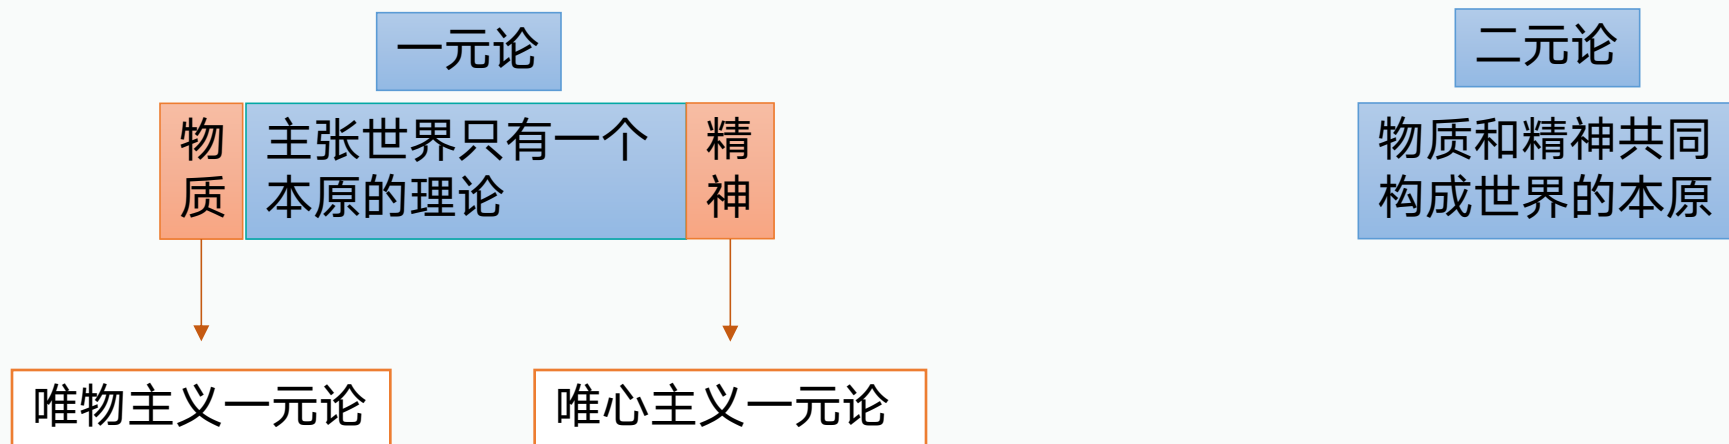 一元论
物质
主张世界只有一个
本原的理论
精神
唯物主义一元论
唯心主义一元论
二元论
物质和精神共同
构成世界的本原